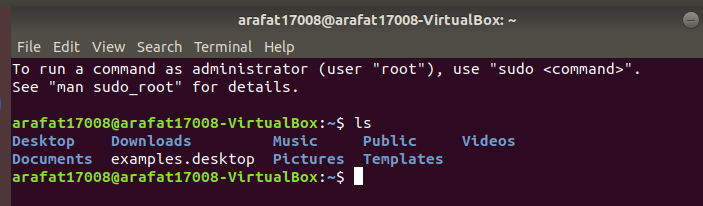 arafat17008@arafat17008-VirtualBox: ~
File Edit View Search Terminal Help
To run a command as administrator (user "root"), use "sudo <command>".
See "man sudo_root" for details.
arafat17008@arafat17008-VirtualBox:~$ ls
Desktop Downloads Music Public Videos
Documents examples.desktop Pictures Templates
arafat17008@arafat17008-VirtualBox:~$